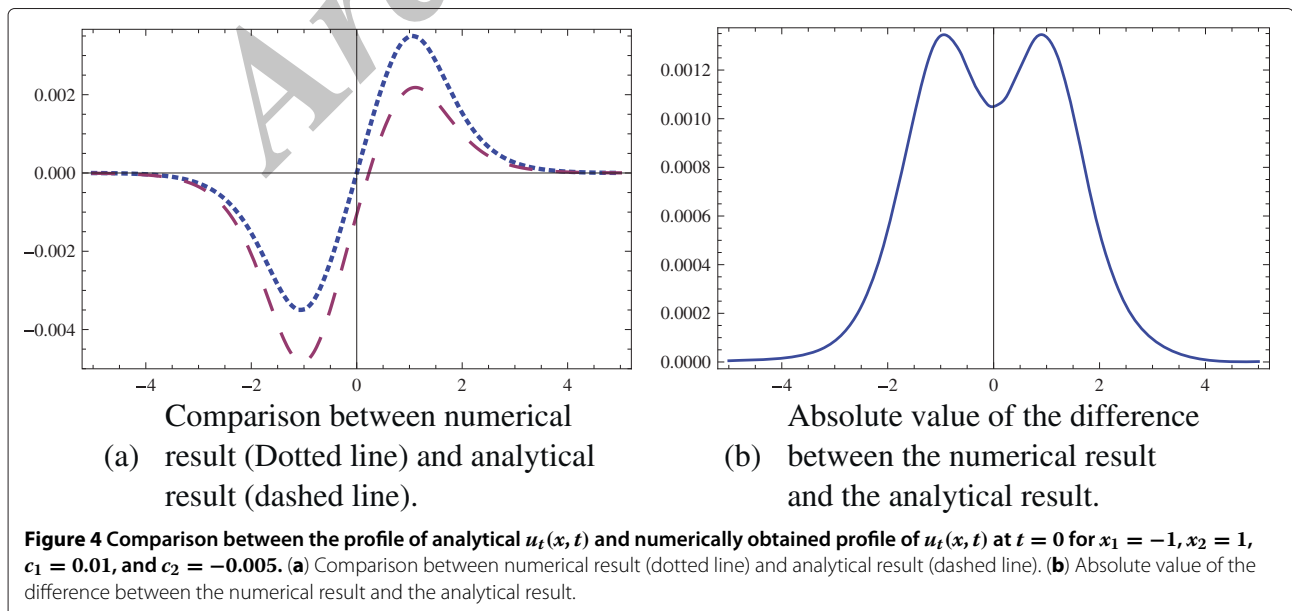 Arc
0.002
0.000
−0.002
−0.004
−4 −2 0 2 4
(a) Comparison between numerical
result (Dotted line) and analytical
result (dashed line).
0.0012
0.0010
0.0008
0.0006
0.0004
0.0002
0.0000
−4 −2 0 2 4
(b) Absolute value of the difference
between the numerical result
and the analytical result.
Figure 4 Comparison between the profile of analytical u_t(x, t) and numerically obtained profile of u_t(x, t) at t = 0 for x_1 = −1, x_2 = 1,
c_1 = 0.01, and c_2 = −0.005. (a) Comparison between numerical result (dotted line) and analytical result (dashed line). (b) Absolute value of the
difference between the numerical result and the analytical result.